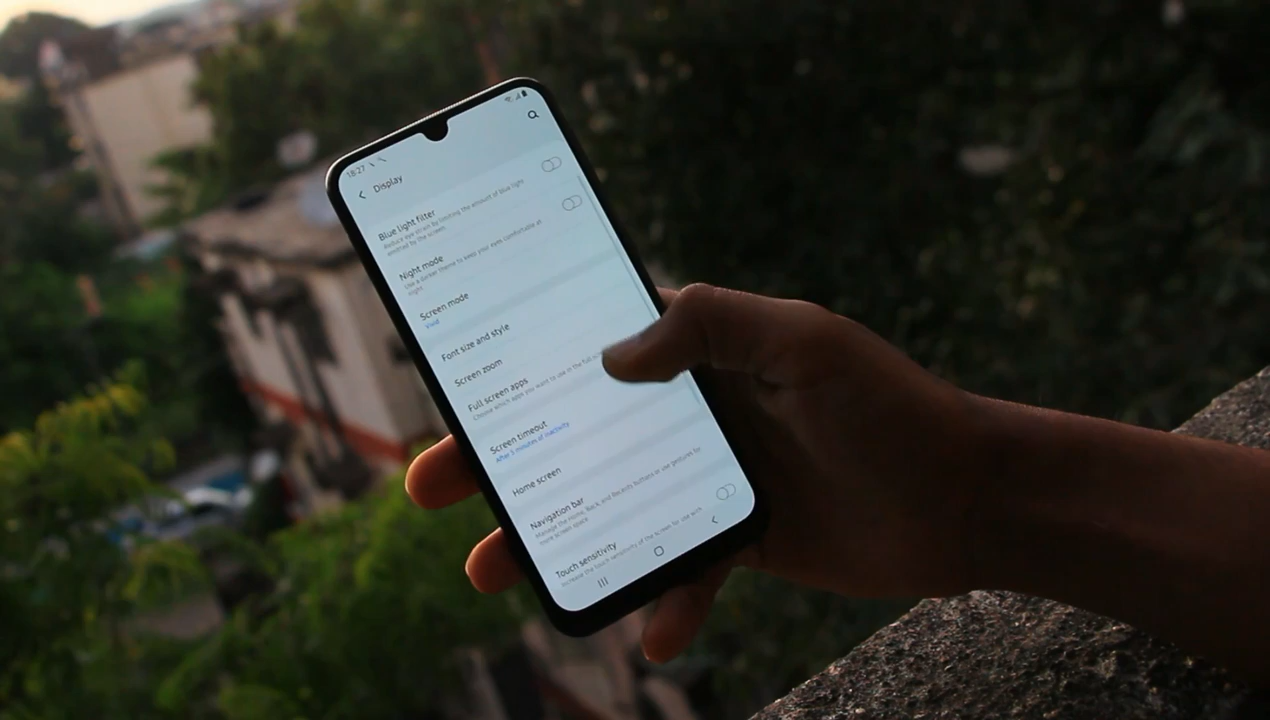 18:27
Display
Blue light filter
Reduce eye strain by limiting the amount of blue light
emitted by the screen.
Night mode
Use a darker theme to keep your eyes comfortable at
night.
Screen mode
Vivid
Font size and style
Screen zoom
Full screen apps
Choose which apps you want to use in the full scr
Screen timeout
After 5 minutes of inactivity
Home screen
Navigation bar
Manage the Home, Back, and Recents buttons or use gestures for
more screen space.
Touch sensitivity
Increase the touch sensitivity of the screen for use with